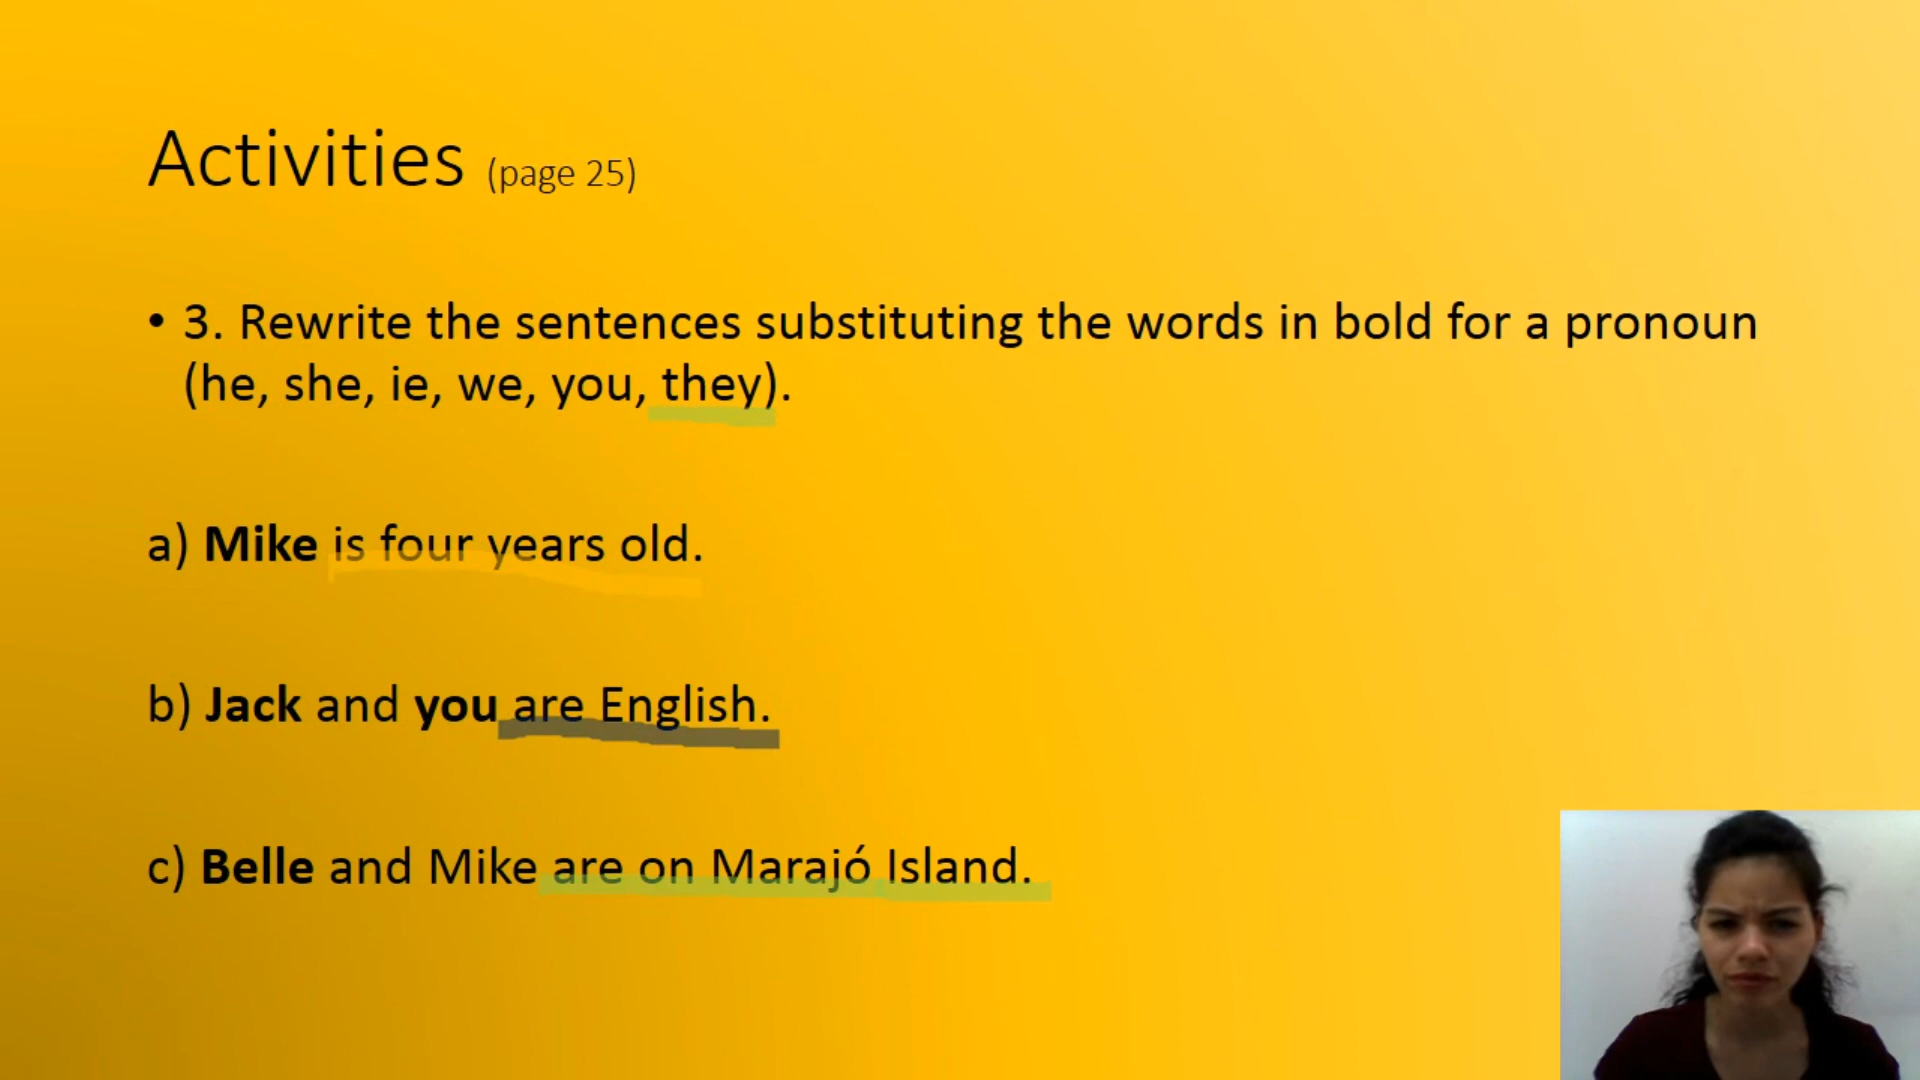 Activities (page 25)
• 3. Rewrite the sentences substituting the words in bold for a pronoun
(he, she, ie, we, you, they).
a) Mike is four years old.
b) Jack and you are English.
c) Belle and Mike are on Marajó Island.